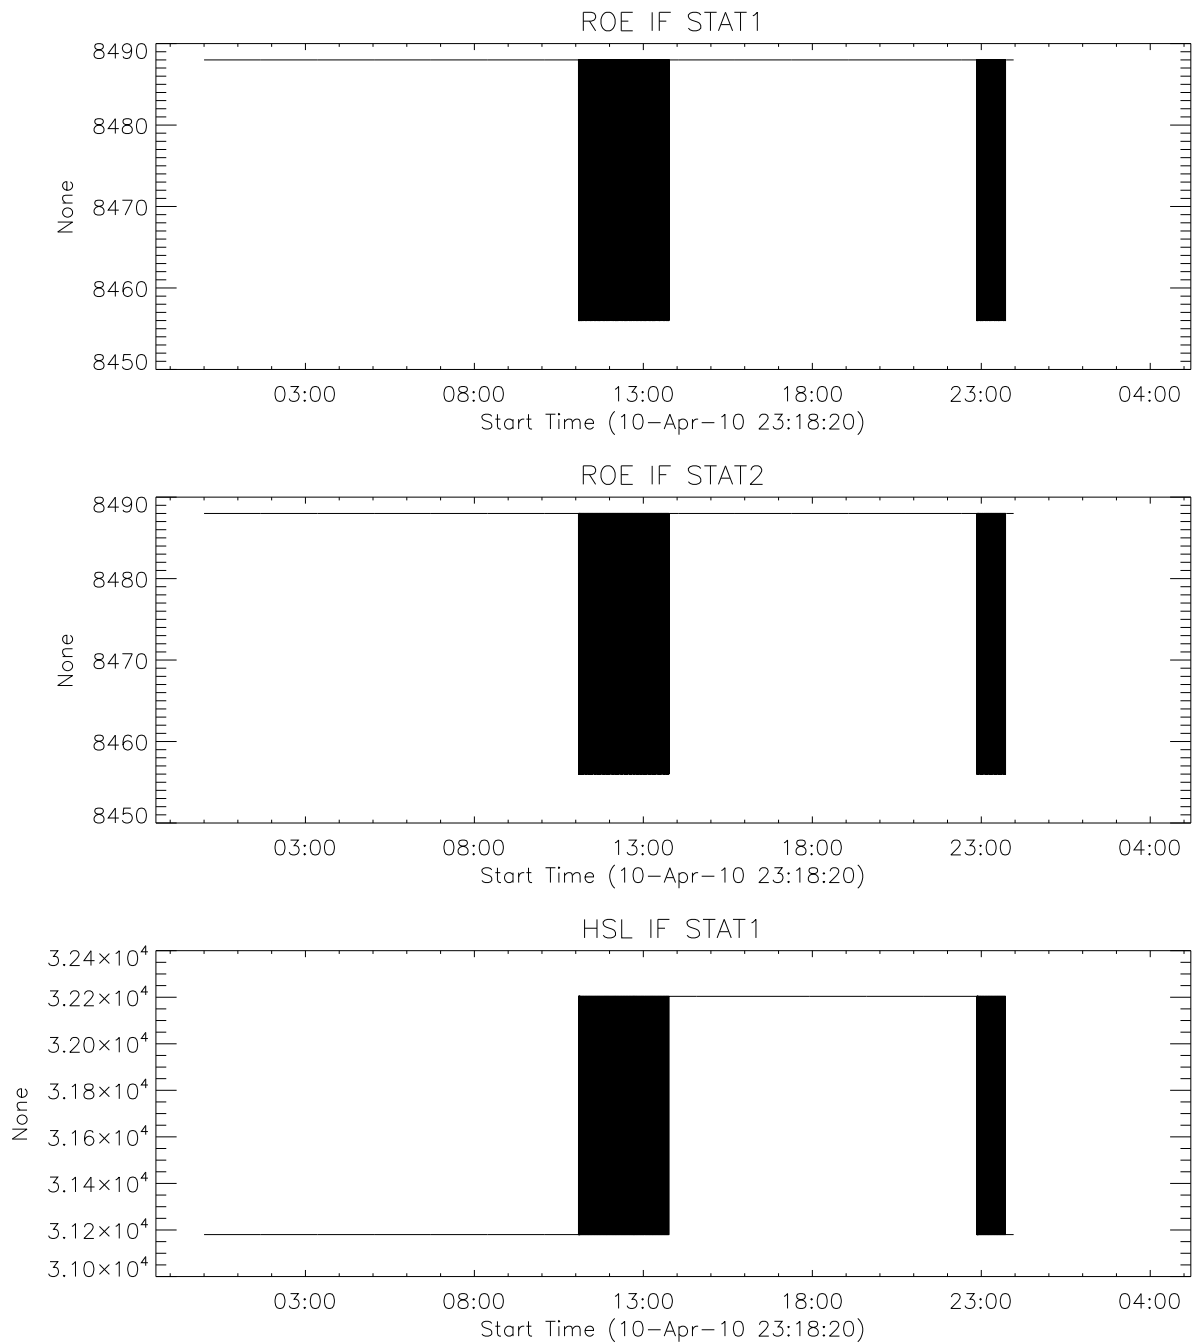 ROE IF STAT1
8490
8480
8470
8460
8450
None
03:00 08:00 13:00 18:00 23:00 04:00
Start Time (10-Apr-10 23:18:20)
ROE IF STAT2
8490
8480
8470
8460
8450
None
03:00 08:00 13:00 18:00 23:00 04:00
Start Time (10-Apr-10 23:18:20)
HSL IF STAT1
3.24×10⁴
3.22×10⁴
3.20×10⁴
3.18×10⁴
3.16×10⁴
3.14×10⁴
3.12×10⁴
3.10×10⁴
None
03:00 08:00 13:00 18:00 23:00 04:00
Start Time (10-Apr-10 23:18:20)